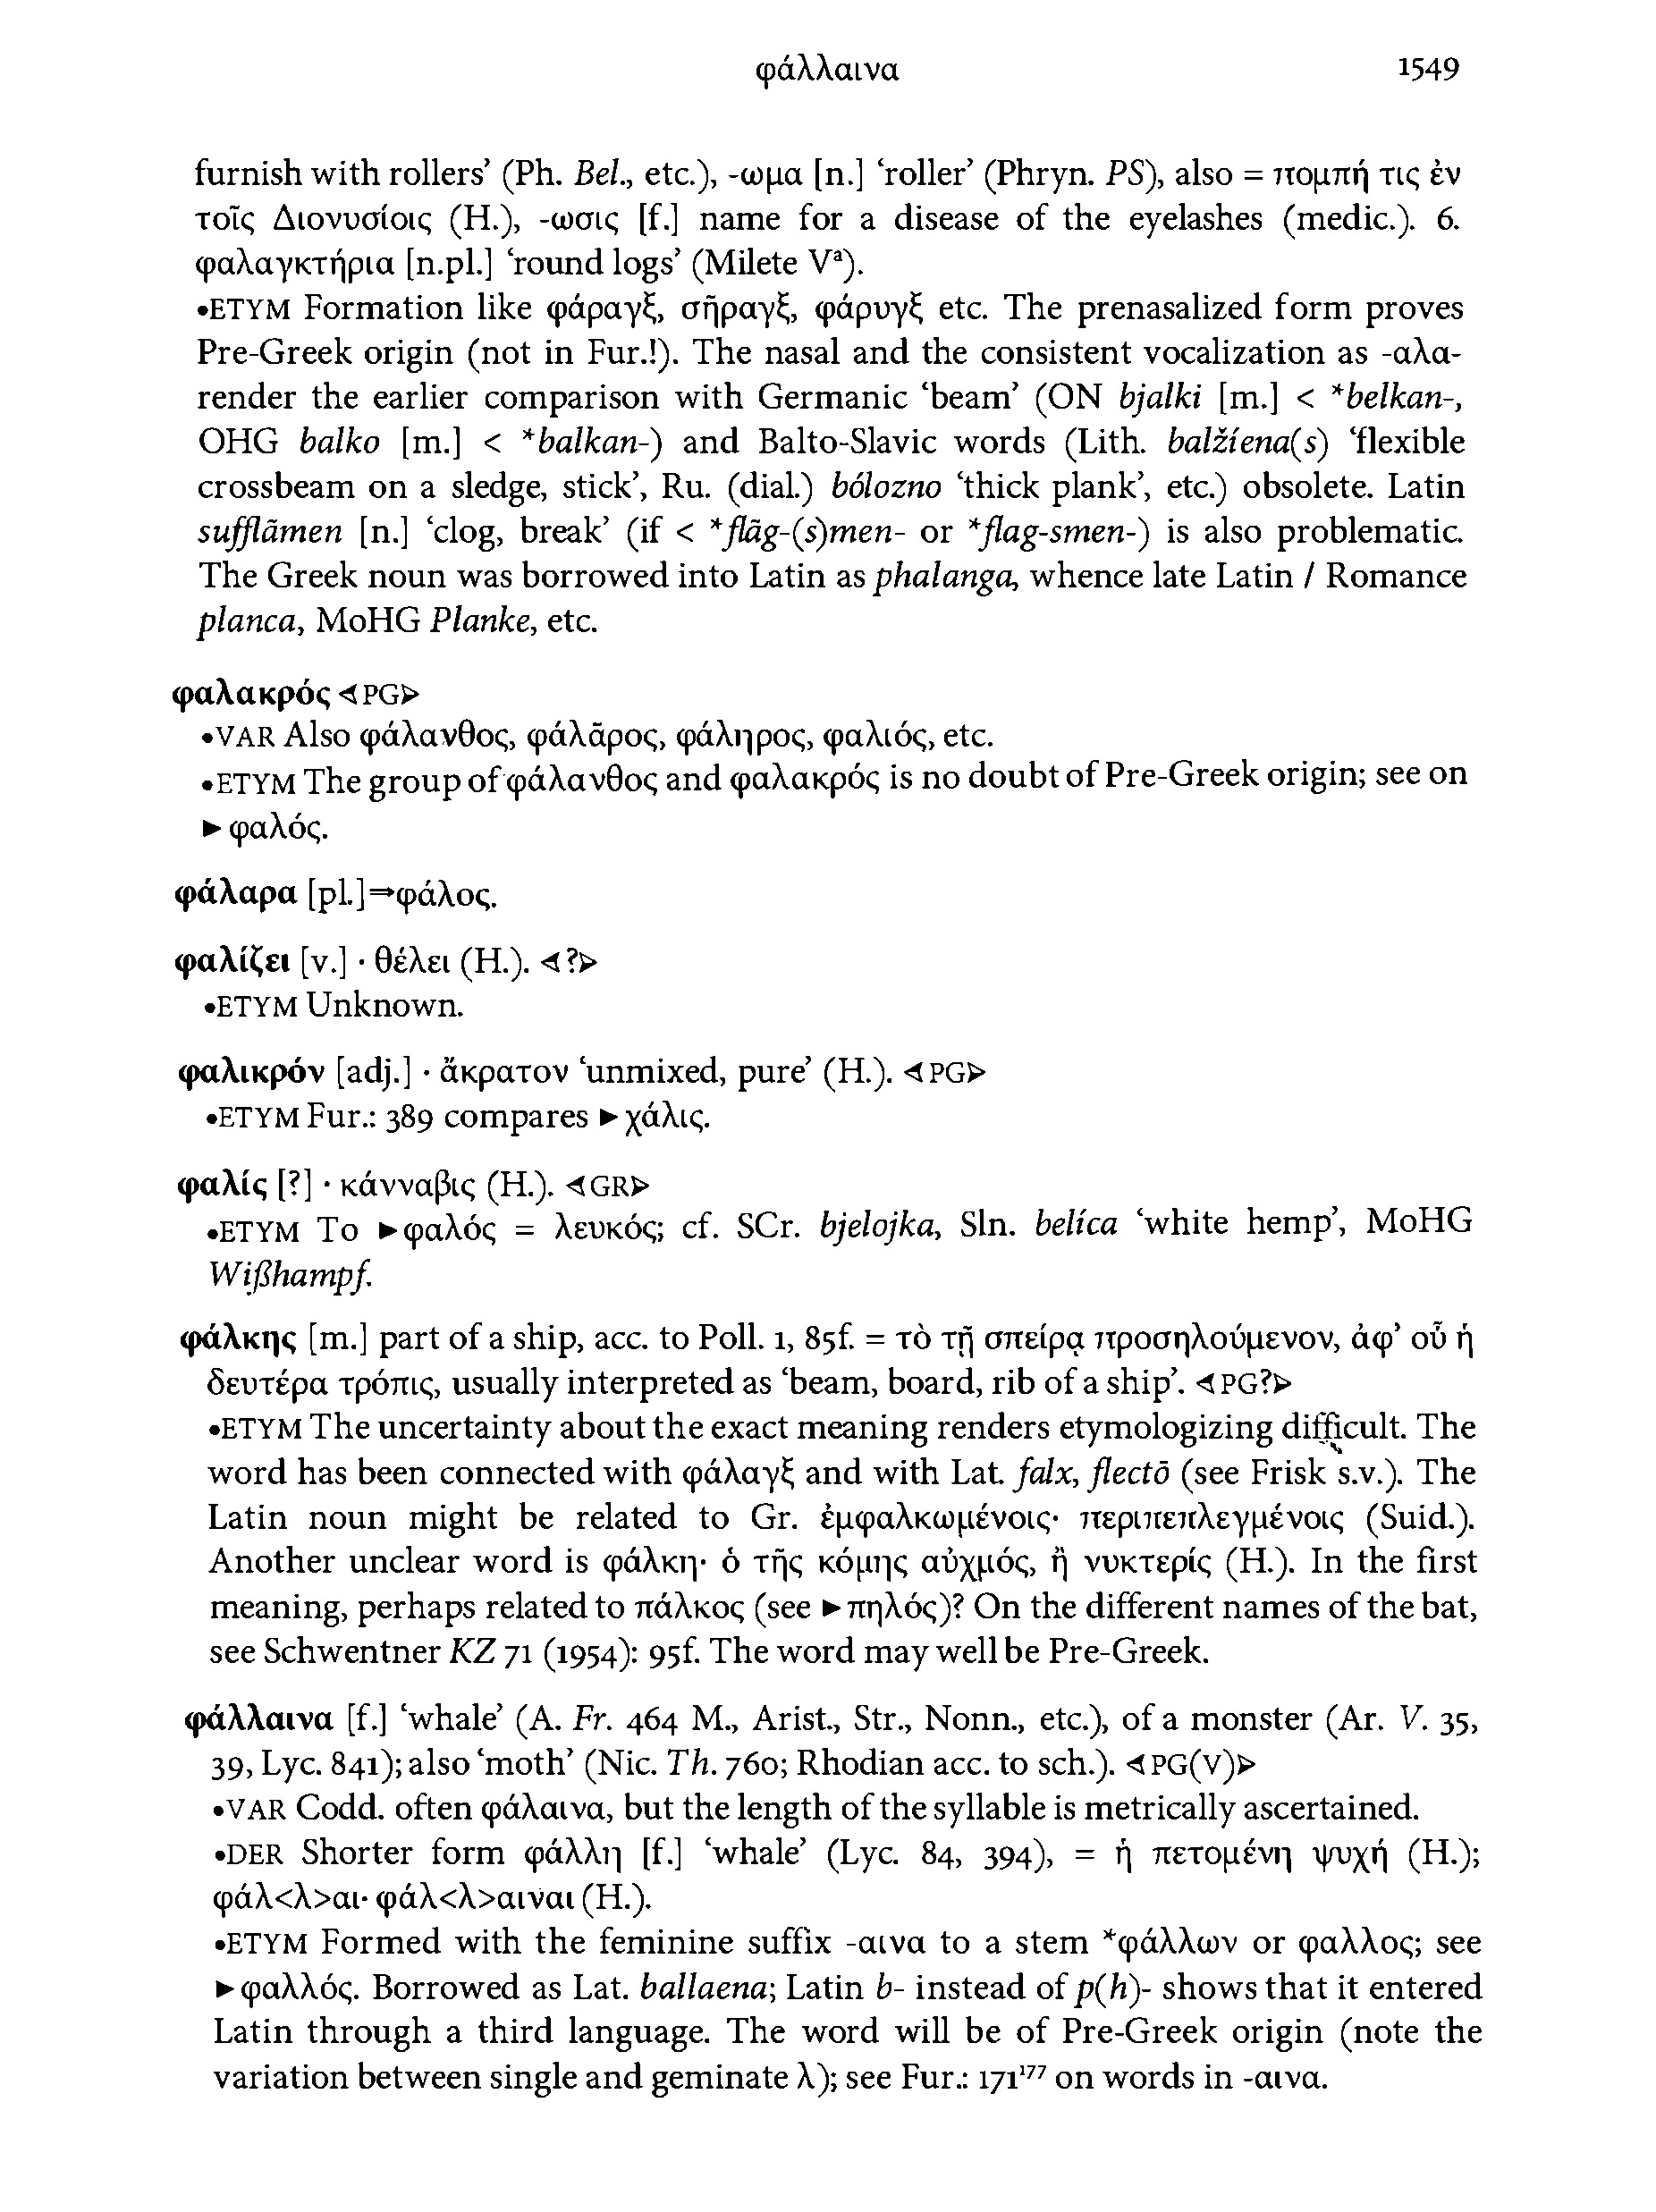 φάλλαινα 1549
furnish with rollers’ (Ph. Bel., etc.), -ωμα [n.] ‘roller’ (Phryn. PS), also = πομπή τις ἐν
τοῖς Διονυσίοις (H.), -ωσις [f.] name for a disease of the eyelashes (medic.). 6.
φαλαγκτήρια [n.pl.] ‘round logs’ (Milete Vᵃ).
•ETYM Formation like φάραγξ, σῆραγξ, φάρυγξ etc. The prenasalized form proves
Pre-Greek origin (not in Fur.!). The nasal and the consistent vocalization as -αλα-
render the earlier comparison with Germanic ‘beam’ (ON bjalki [m.] < *belkan-,
OHG balko [m.] < *balkan-) and Balto-Slavic words (Lith. balžíena(s) ‘flexible
crossbeam on a sledge, stick’, Ru. (dial.) bólozno ‘thick plank’, etc.) obsolete. Latin
sufflāmen [n.] ‘clog, break’ (if < *flāg-(s)men- or *flag-smen-) is also problematic.
The Greek noun was borrowed into Latin as phalanga, whence late Latin / Romance
planca, MoHG Planke, etc.
φαλακρός ⊲PG⊳
•VAR Also φάλανθος, φάλᾱρος, φάληρος, φαλιός, etc.
•ETYM The group of φάλανθος and φαλακρός is no doubt of Pre-Greek origin; see on
►φαλός.
φάλαρα [pl.]⇒φάλος.
φαλίζει [v.] · θέλει (H.). ⊲?⊳
•ETYM Unknown.
φαλικρόν [adj.] · ἄκρατον ‘unmixed, pure’ (H.). ⊲PG⊳
•ETYM Fur.: 389 compares ►χάλις.
φαλίς [?] · κάνναβις (H.). ⊲GR⊳
•ETYM To ►φαλός = λευκός; cf. SCr. bjelojka, Sln. belíca ‘white hemp’, MoHG
Wißhampf.
φάλκης [m.] part of a ship, acc. to Poll. 1, 85f. = τὸ τῇ σπείρᾳ προσηλούμενον, ἀφ’ οὗ ἡ
δευτέρα τρόπις, usually interpreted as ‘beam, board, rib of a ship’. ⊲PG?⊳
•ETYM The uncertainty about the exact meaning renders etymologizing difficult. The
word has been connected with φάλαγξ and with Lat. falx, flectō (see Frisk s.v.). The
Latin noun might be related to Gr. ἐμφαλκωμένοις· περιπεπλεγμένοις (Suid.).
Another unclear word is φάλκη· ὁ τῆς κόμης αὐχμός, ἢ νυκτερίς (H.). In the first
meaning, perhaps related to πάλκος (see ►πηλός)? On the different names of the bat,
see Schwentner KZ 71 (1954): 95f. The word may well be Pre-Greek.
φάλλαινα [f.] ‘whale’ (A. Fr. 464 M., Arist., Str., Nonn., etc.), of a monster (Ar. V. 35,
39, Lyc. 841); also ‘moth’ (Nic. Th. 760; Rhodian acc. to sch.). ⊲PG(V)⊳
•VAR Codd. often φάλαινα, but the length of the syllable is metrically ascertained.
•DER Shorter form φάλλη [f.] ‘whale’ (Lyc. 84, 394), = ἡ πετομένη ψυχή (H.);
φάλ<λ>αι· φάλ<λ>αιναι (H.).
•ETYM Formed with the feminine suffix -αινα to a stem *φάλλων or φαλλος; see
►φαλλός. Borrowed as Lat. ballaena; Latin b- instead of p(h)- shows that it entered
Latin through a third language. The word will be of Pre-Greek origin (note the
variation between single and geminate λ); see Fur.: 171¹⁷⁷ on words in -αινα.